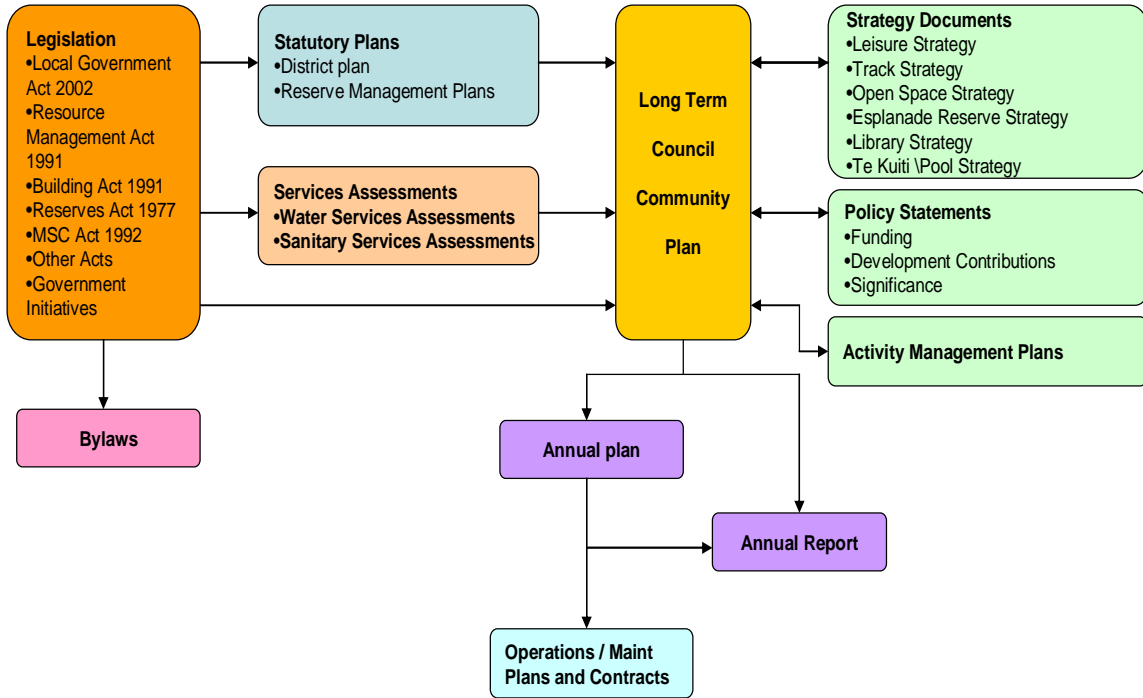 Legislation
•Local Government
Act 2002
•Resource
Management Act
1991
•Building Act 1991
•Reserves Act 1977
•MSC Act 1992
•Other Acts
•Government
Initiatives
Statutory Plans
•District plan
•Reserve Management Plans
Services Assessments
•Water Services Assessments
•Sanitary Services Assessments
Long Term
Council
Community
Plan
Strategy Documents
•Leisure Strategy
•Track Strategy
•Open Space Strategy
•Esplanade Reserve Strategy
•Library Strategy
•Te Kuiti \Pool Strategy
Policy Statements
•Funding
•Development Contributions
•Significance
Activity Management Plans
Bylaws
Annual plan
Annual Report
Operations / Maint
Plans and Contracts